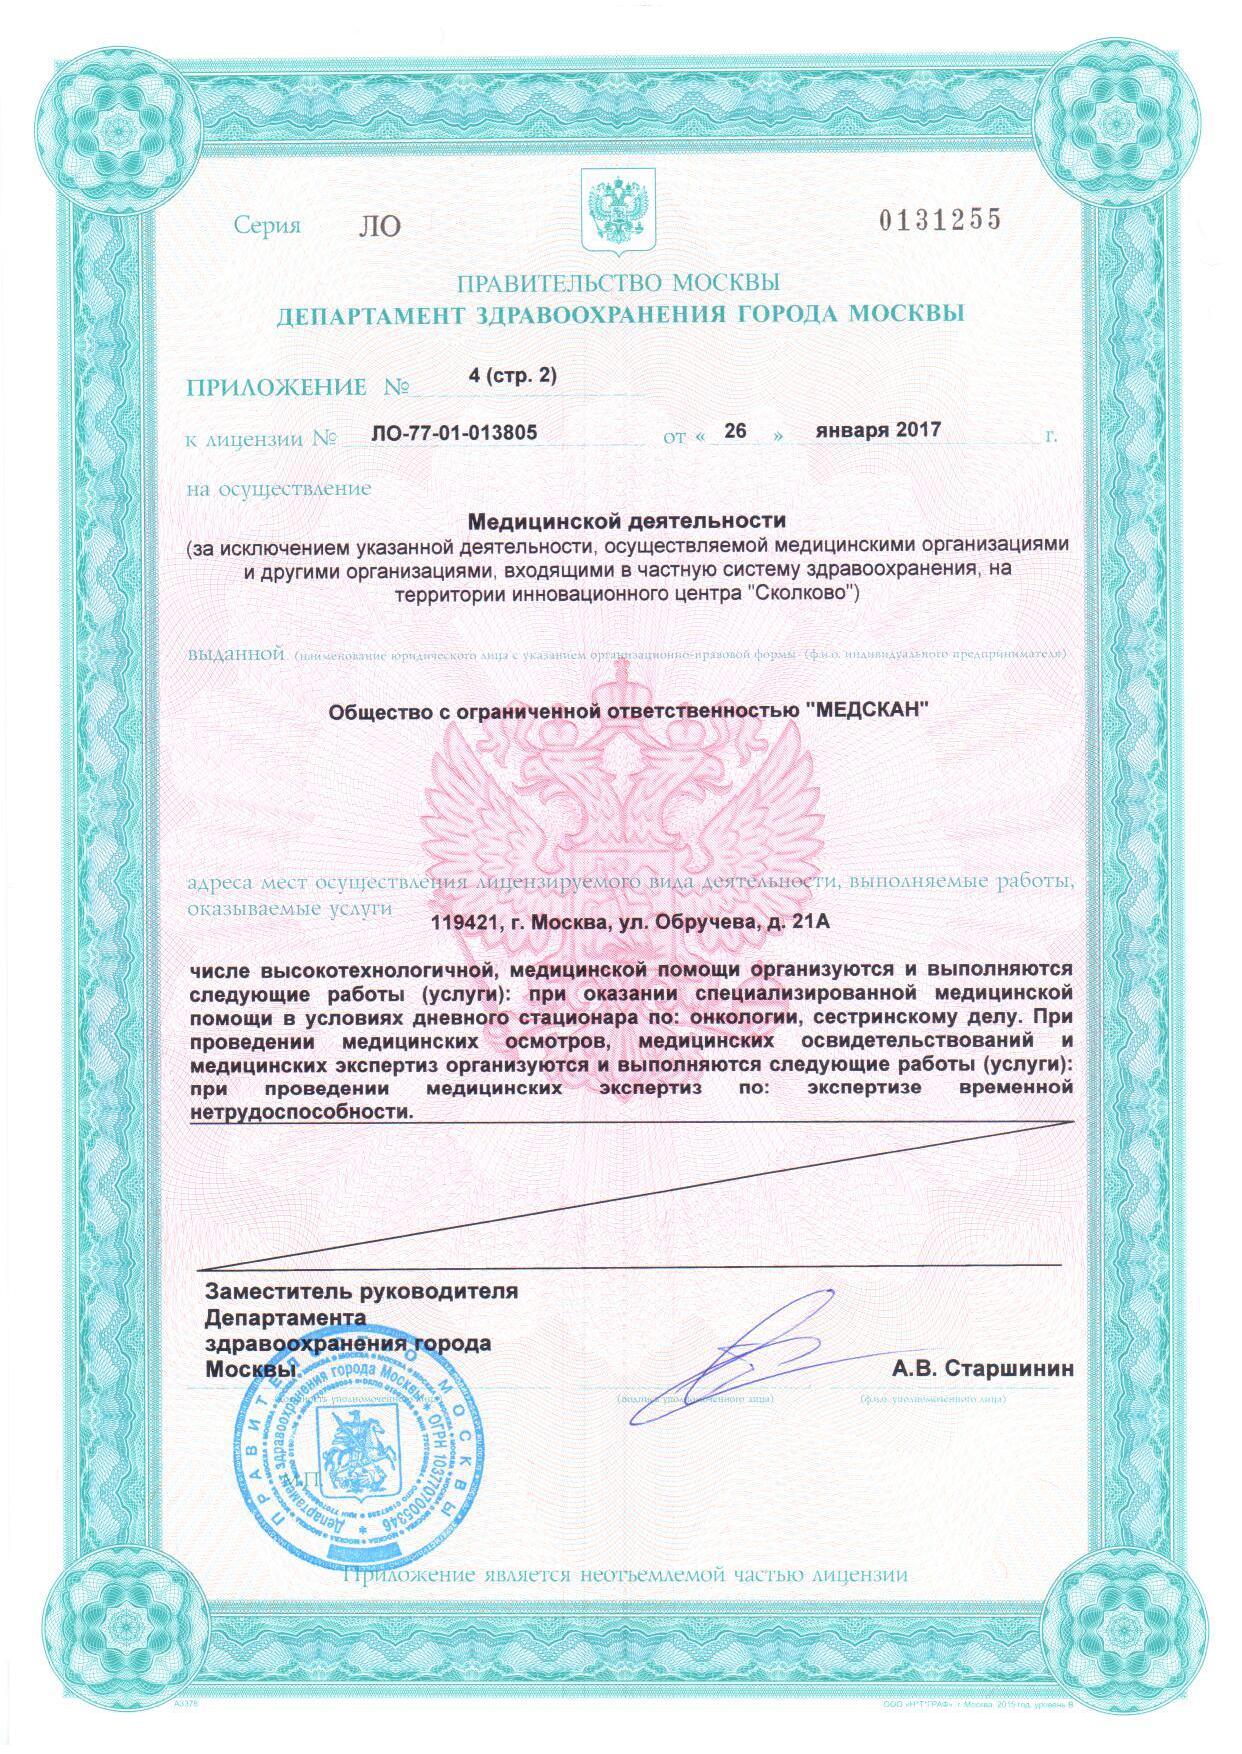 Серия ЛО 0131255
ПРАВИТЕЛЬСТВО МОСКВЫ
ДЕПАРТАМЕНТ ЗДРАВООХРАНЕНИЯ ГОРОДА МОСКВЫ
ПРИЛОЖЕНИЕ № 4 (стр. 2)
к лицензии № ЛО-77-01-013805 от « 26 » января 2017 г.
на осуществление
Медицинской деятельности
(за исключением указанной деятельности, осуществляемой медицинскими организациями
и другими организациями, входящими в частную систему здравоохранения, на
территории инновационного центра "Сколково")
выданной (наименование юридического лица с указанием организационно-правовой формы (ф.и.о. индивидуального предпринимателя)
Общество с ограниченной ответственностью "МЕДСКАН"
адреса мест осуществления лицензируемого вида деятельности, выполняемые работы,
оказываемые услуги
119421, г. Москва, ул. Обручева, д. 21А
числе высокотехнологичной, медицинской помощи организуются и выполняются
следующие работы (услуги): при оказании специализированной медицинской
помощи в условиях дневного стационара по: онкологии, сестринскому делу. При
проведении медицинских осмотров, медицинских освидетельствований и
медицинских экспертиз организуются и выполняются следующие работы (услуги):
при проведении медицинских экспертиз по: экспертизе временной
нетрудоспособности.
Заместитель руководителя
Департамента
здравоохранения города
Москвы А.В. Старшинин
(подпись уполномоченного лица) (ф.и.о. уполномоченного лица)
М.П.
ПРАВИТЕЛЬСТВО МОСКВЫ
Департамент здравоохранения города Москвы * ОГРН 1037707005346 *
Приложение является неотъемлемой частью лицензии
А3378 ООО «Н*Т*ГРАФ», г. Москва, 2015 год, уровень В